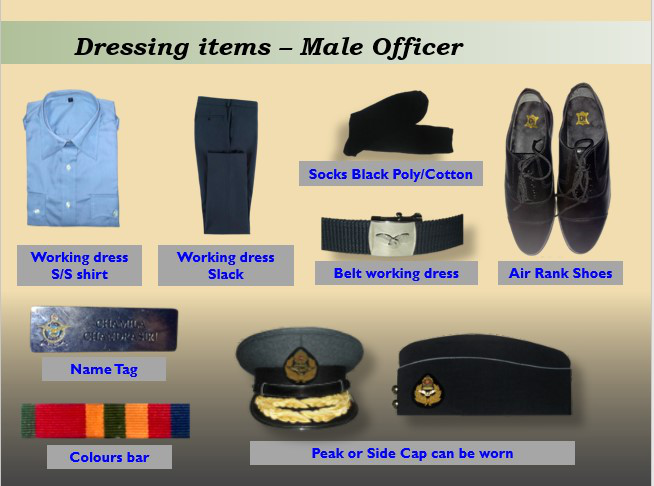 Dressing items – Male Officer
Socks Black Poly/Cotton
Working dress
S/S shirt
Working dress
Slack
Belt working dress
Air Rank Shoes
Name Tag
Colours bar
Peak or Side Cap can be worn